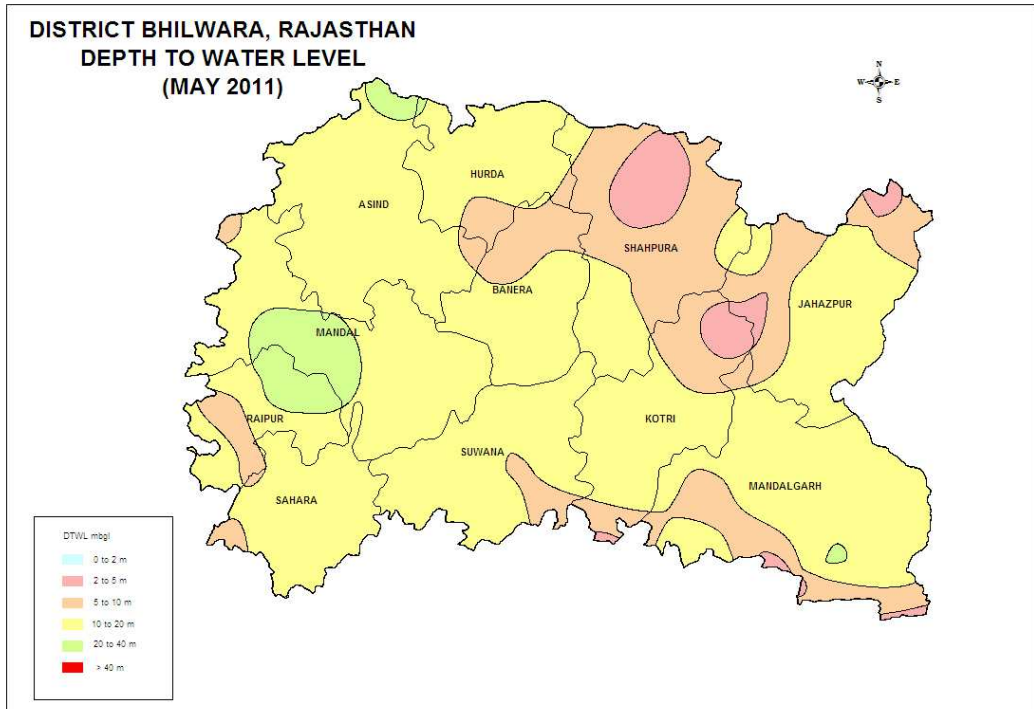 DISTRICT BHILWARA, RAJASTHAN
DEPTH TO WATER LEVEL
(MAY 2011)
N
W E
S
HURDA
ASIND
SHAHPURA
BANERA
JAHAZPUR
MANDAL
RAIPUR
KOTRI
SUWANA
MANDALGARH
SAHARA
DTWL mbgl
0 to 2 m
2 to 5 m
5 to 10 m
10 to 20 m
20 to 40 m
> 40 m